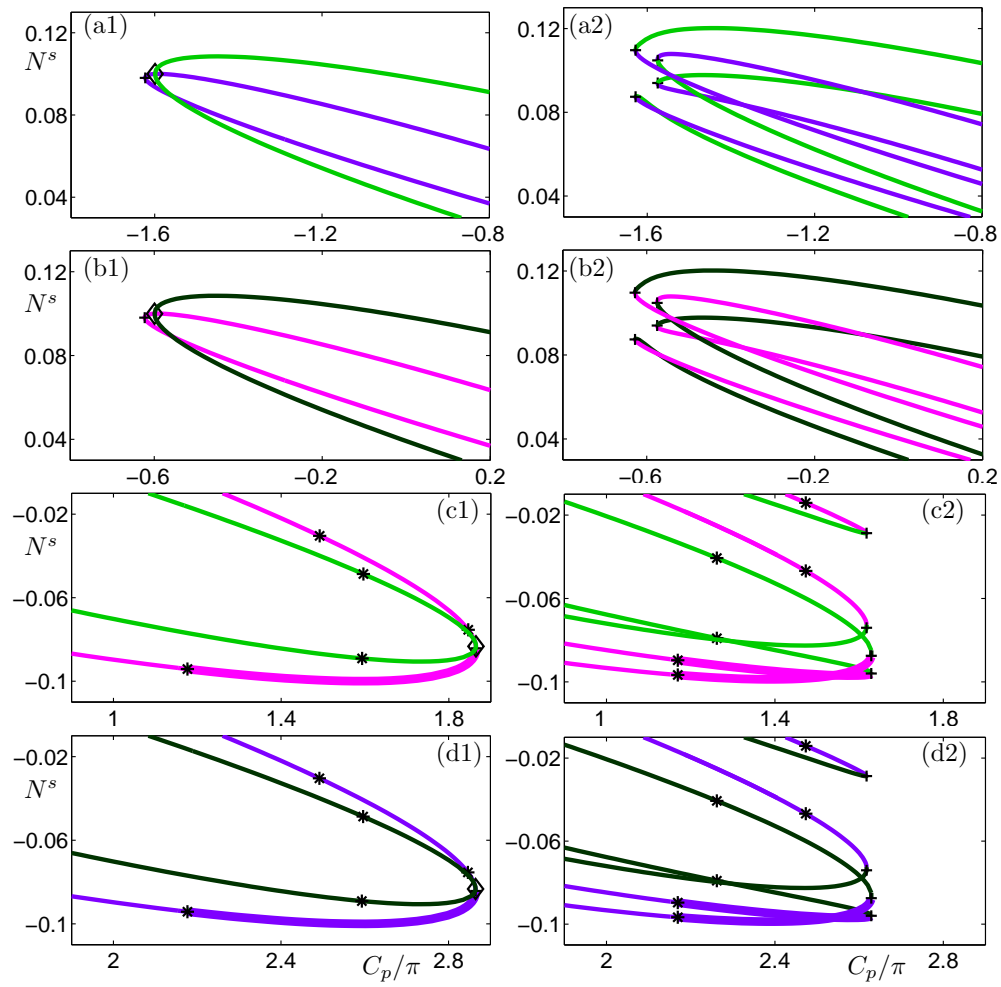 0.12 (a1) 0.12 (a2)
N^s
0.08 0.08
0.04 0.04
−1.6 −1.2 −0.8 −1.6 −1.2 −0.8
0.12 (b1) 0.12 (b2)
N^s
0.08 0.08
0.04 0.04
−0.6 −0.2 0.2 −0.6 −0.2 0.2
−0.02 (c1) −0.02 (c2)
N^s
−0.06 −0.06
−0.1 −0.1
1 1.4 1.8 1 1.4 1.8
−0.02 (d1) −0.02 (d2)
N^s
−0.06 −0.06
−0.1 −0.1
2 2.4 C_p/π 2.8 2 2.4 C_p/π 2.8